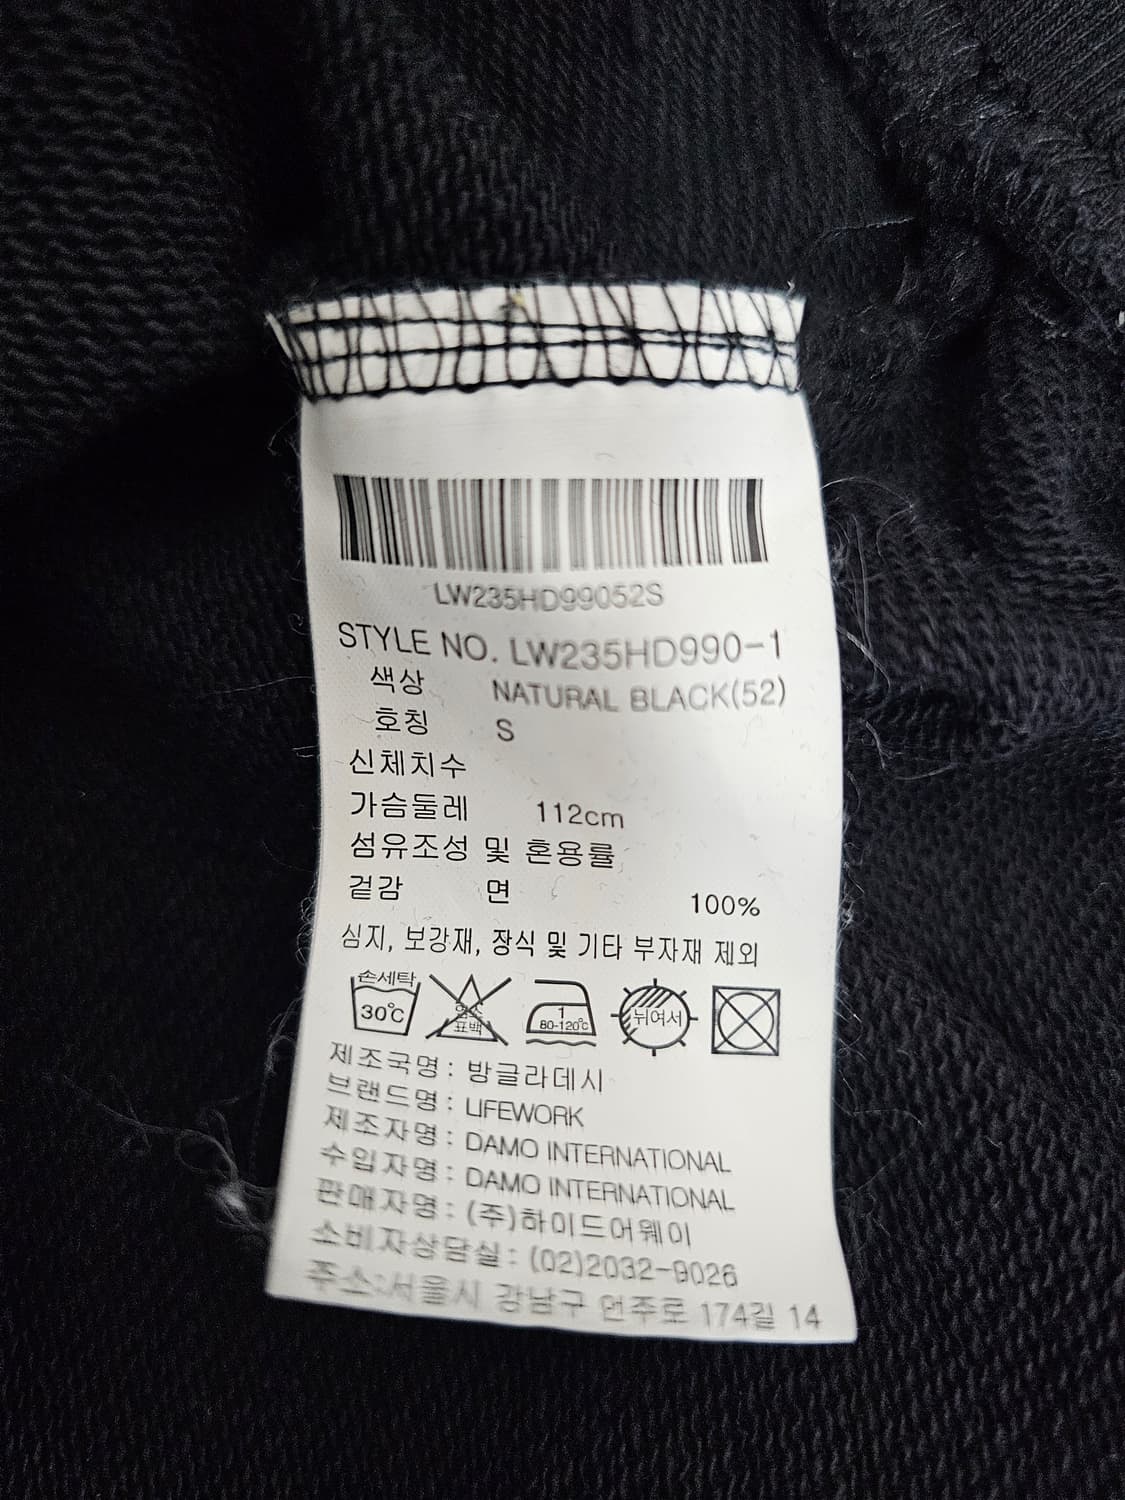 LW235HD99052S
STYLE NO. LW235HD990-1
색상 NATURAL BLACK(52)
호칭 S
신체치수
가슴둘레 112cm
섬유조성 및 혼용률
겉감 면 100%
심지, 보강재, 장식 및 기타 부자재 제외
손세탁
30℃
염소
표백
1
80-120℃
뉘여서
제조국명 : 방글라데시
브랜드명 : LIFEWORK
제조자명 : DAMO INTERNATIONAL
수입자명 : DAMO INTERNATIONAL
판매자명 : (주)하이드어웨이
소비자상담실 : (02)2032-9026
주소:서울시 강남구 언주로 174길 14